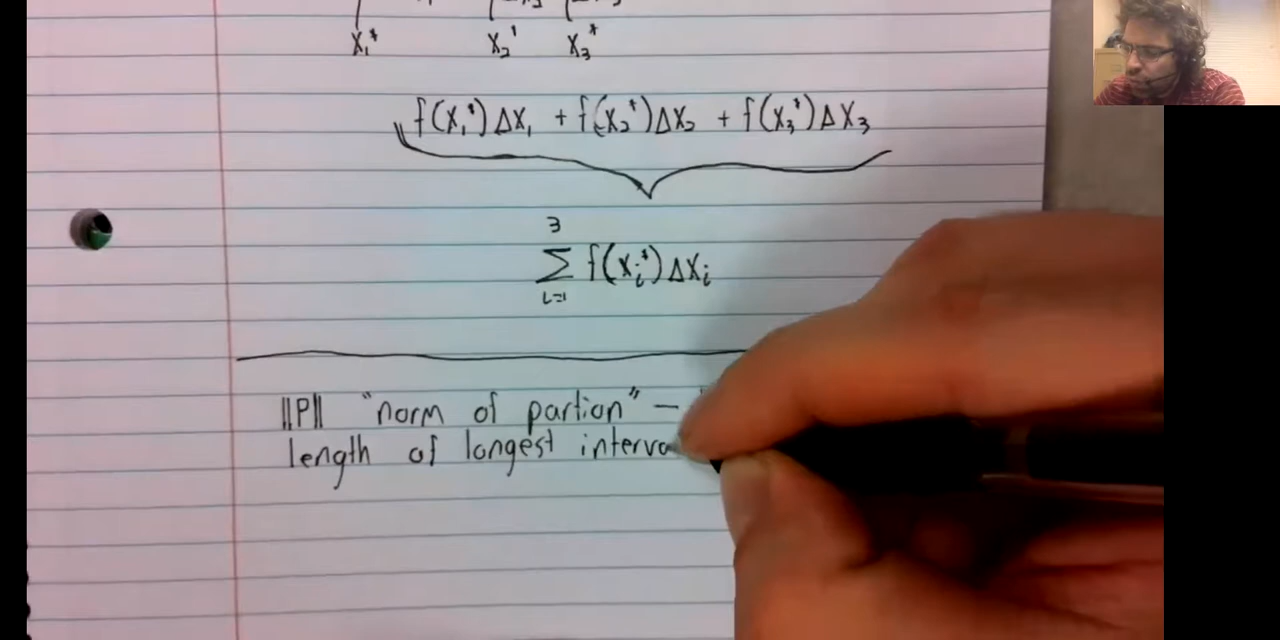 x₁* x₂* x₃*
f(x₁*)Δx₁ + f(x₂*)Δx₂ + f(x₃*)Δx₃
3
∑ f(xᵢ*)Δxᵢ
i=1
||P|| "norm of partion" —
length of longest interva